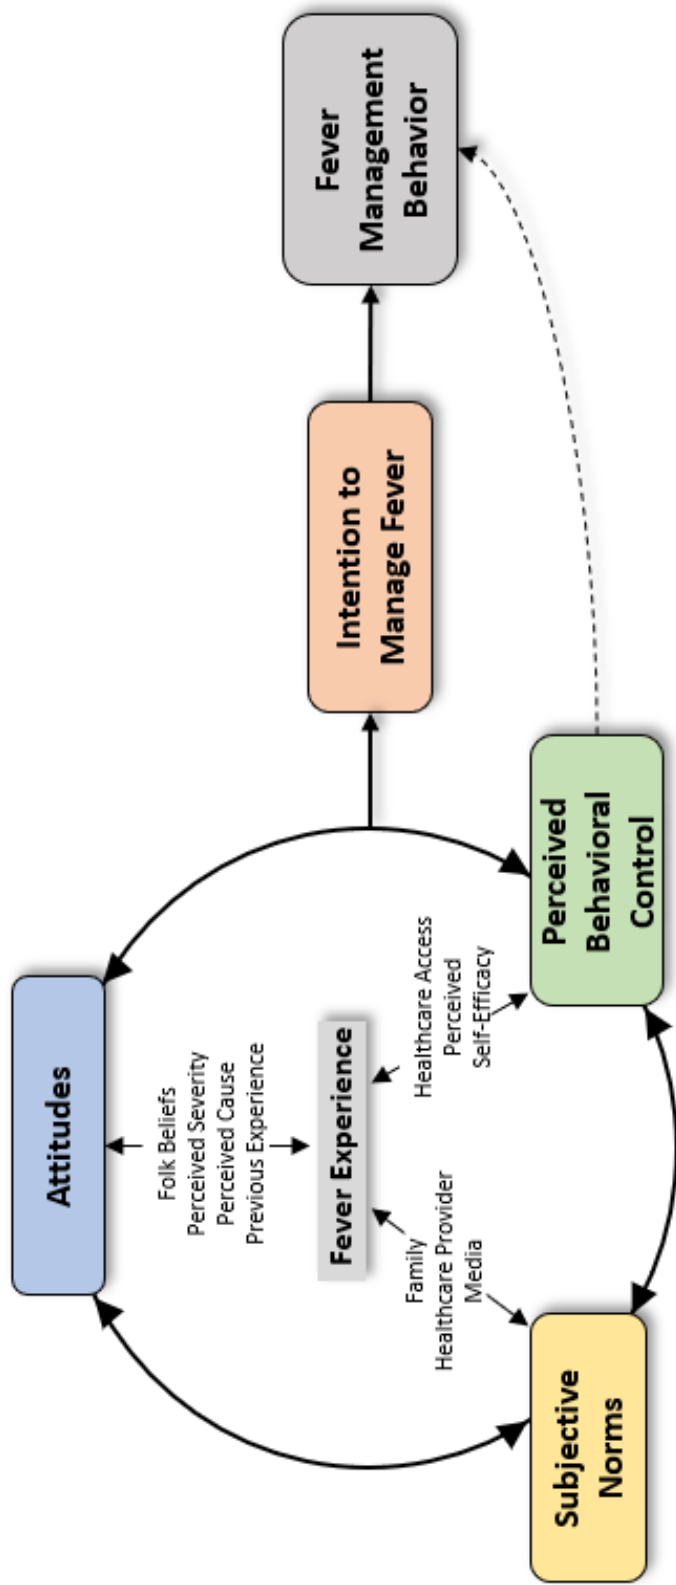 Attitudes
Folk Beliefs
Perceived Severity
Perceived Cause
Previous Experience
Fever Experience
Family
Healthcare Provider
Media
Healthcare Access
Perceived
Self-Efficacy
Subjective
Norms
Perceived
Behavioral
Control
Intention to
Manage Fever
Fever
Management
Behavior